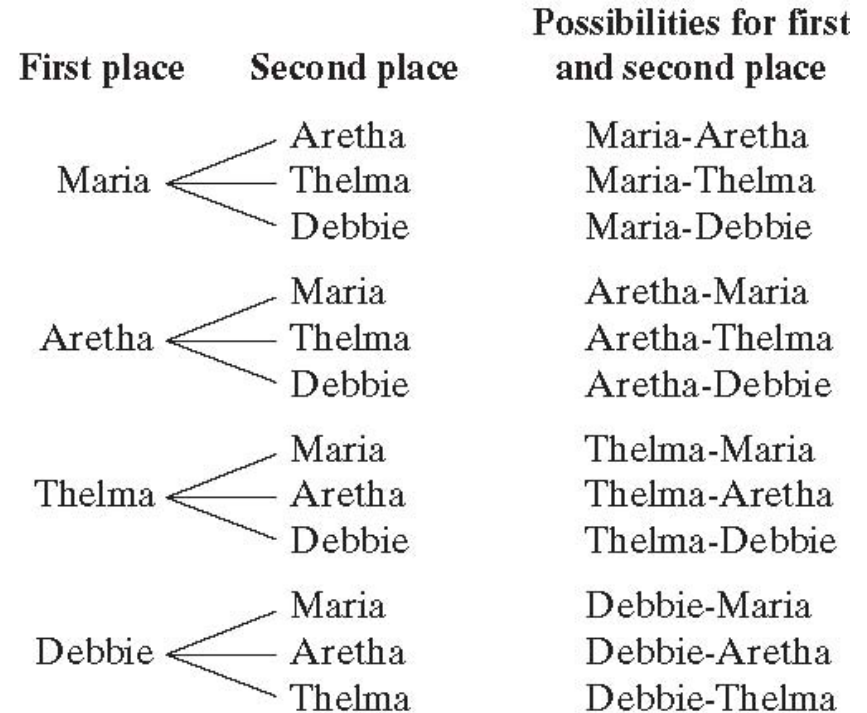 First place Second place Possibilities for first
and second place
Maria Aretha Maria-Aretha
Thelma Maria-Thelma
Debbie Maria-Debbie
Aretha Maria Aretha-Maria
Thelma Aretha-Thelma
Debbie Aretha-Debbie
Thelma Maria Thelma-Maria
Aretha Thelma-Aretha
Debbie Thelma-Debbie
Debbie Maria Debbie-Maria
Aretha Debbie-Aretha
Thelma Debbie-Thelma